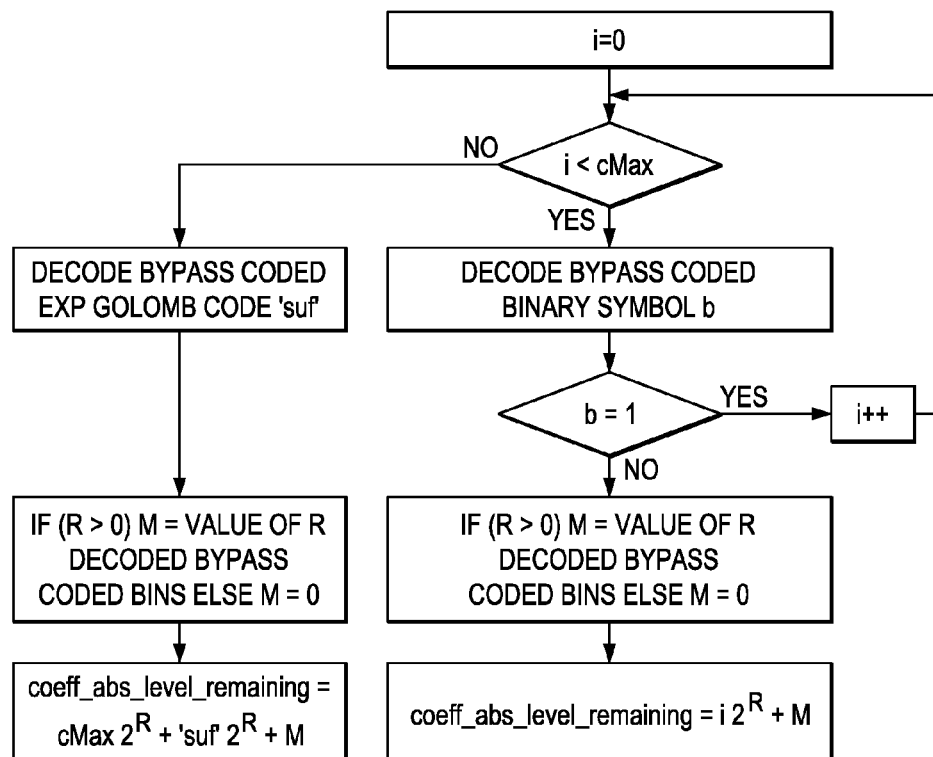 i=0
i < cMax
NO
YES
DECODE BYPASS CODED
EXP GOLOMB CODE 'suf'
DECODE BYPASS CODED
BINARY SYMBOL b
b = 1
YES
i++
NO
IF (R > 0) M = VALUE OF R
DECODED BYPASS
CODED BINS ELSE M = 0
IF (R > 0) M = VALUE OF R
DECODED BYPASS
CODED BINS ELSE M = 0
coeff_abs_level_remaining =
cMax 2^R + 'suf' 2^R + M
coeff_abs_level_remaining = i 2^R + M